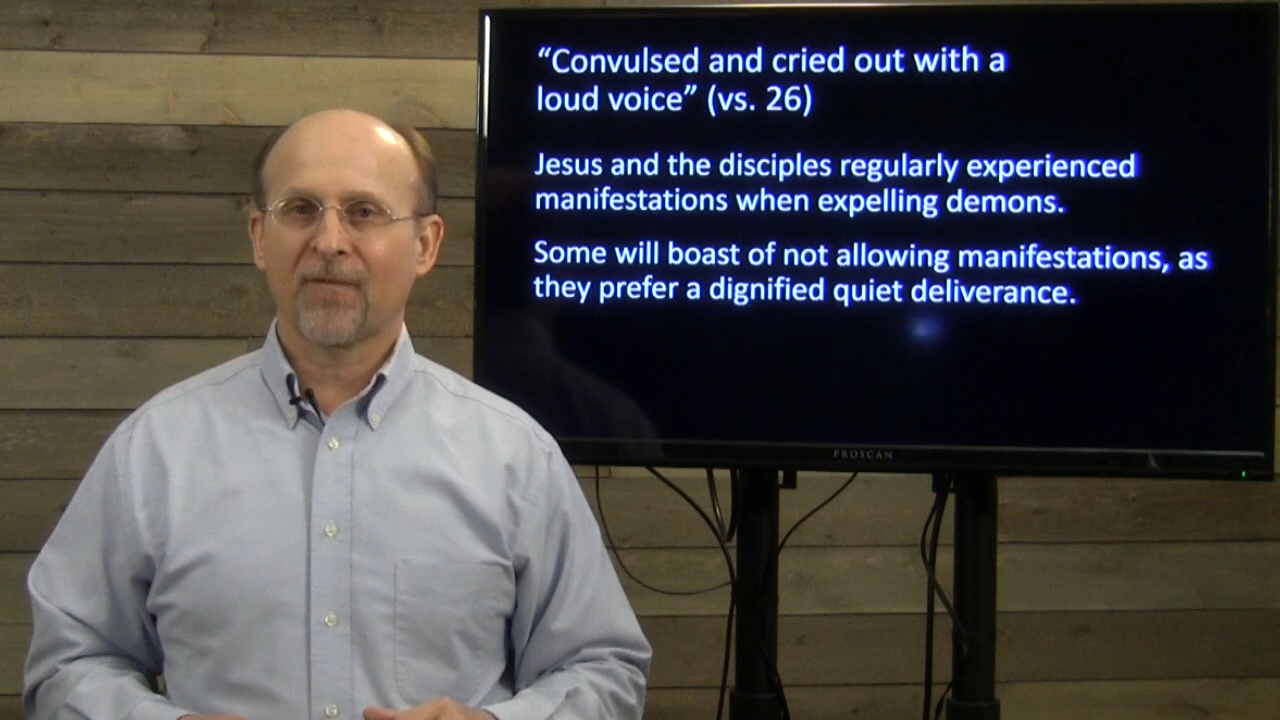 “Convulsed and cried out with a
loud voice” (vs. 26)
Jesus and the disciples regularly experienced
manifestations when expelling demons.
Some will boast of not allowing manifestations, as
they prefer a dignified quiet deliverance.
PROSCAN